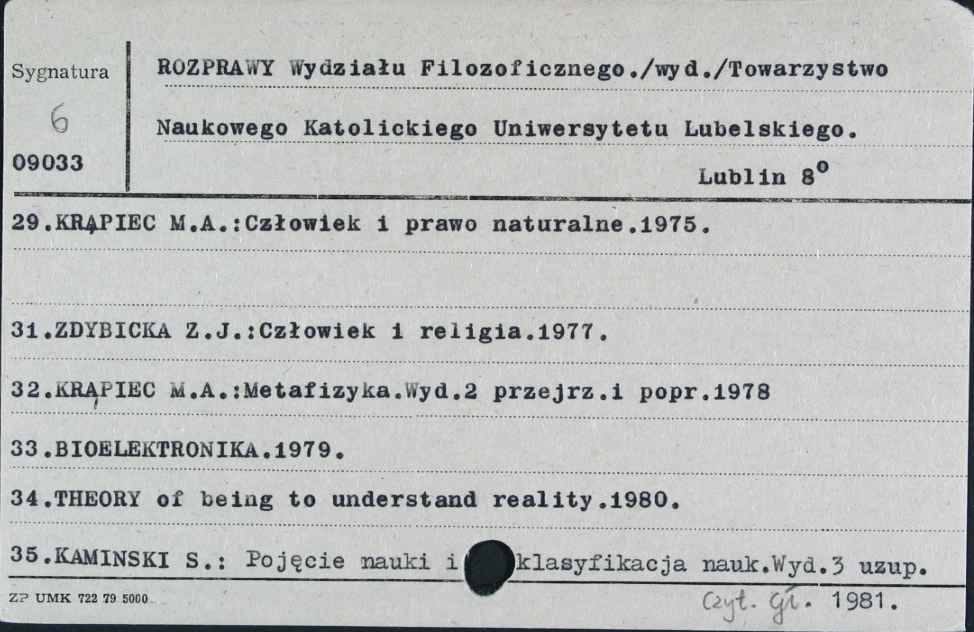 Sygnatura
6
09033
ROZPRAWY Wydziału Filozoficznego./wyd./Towarzystwo
Naukowego Katolickiego Uniwersytetu Lubelskiego.
Lublin 8°
29.KRĄPIEC M.A.:Człowiek i prawo naturalne.1975.
31.ZDYBICKA Z.J.:Człowiek i religia.1977.
32.KRĄPIEC M.A.:Metafizyka.Wyd.2 przejrz.i popr.1978
33.BIOELEKTRONIKA.1979.
34.THEORY of being to understand reality.1980.
35.KAMINSKI S.: Pojęcie nauki i klasyfikacja nauk.Wyd.3 uzup.
Czyt. Gł. 1981.
ZP UMK 722 79 5000